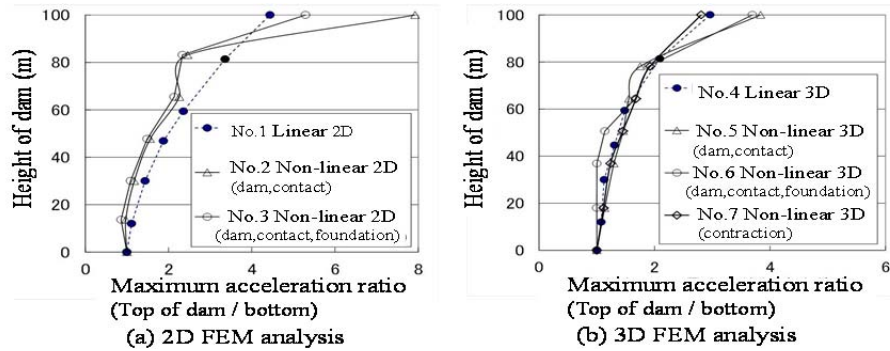 100
80
60
40
20
0
Height of dam (m)
No.1 Linear 2D
No.2 Non-linear 2D
(dam,contact)
No.3 Non-linear 2D
(dam,contact,foundation)
0 2 4 6 8
Maximum acceleration ratio
(Top of dam / bottom)
(a) 2D FEM analysis
100
80
60
40
20
0
Height of dam (m)
No.4 Linear 3D
No.5 Non-linear 3D
(dam,contact)
No.6 Non-linear 3D
(dam,contact,foundation)
No.7 Non-linear 3D
(contraction)
0 2 4 6
Maximum acceleration ratio
(Top of dam / bottom)
(b) 3D FEM analysis